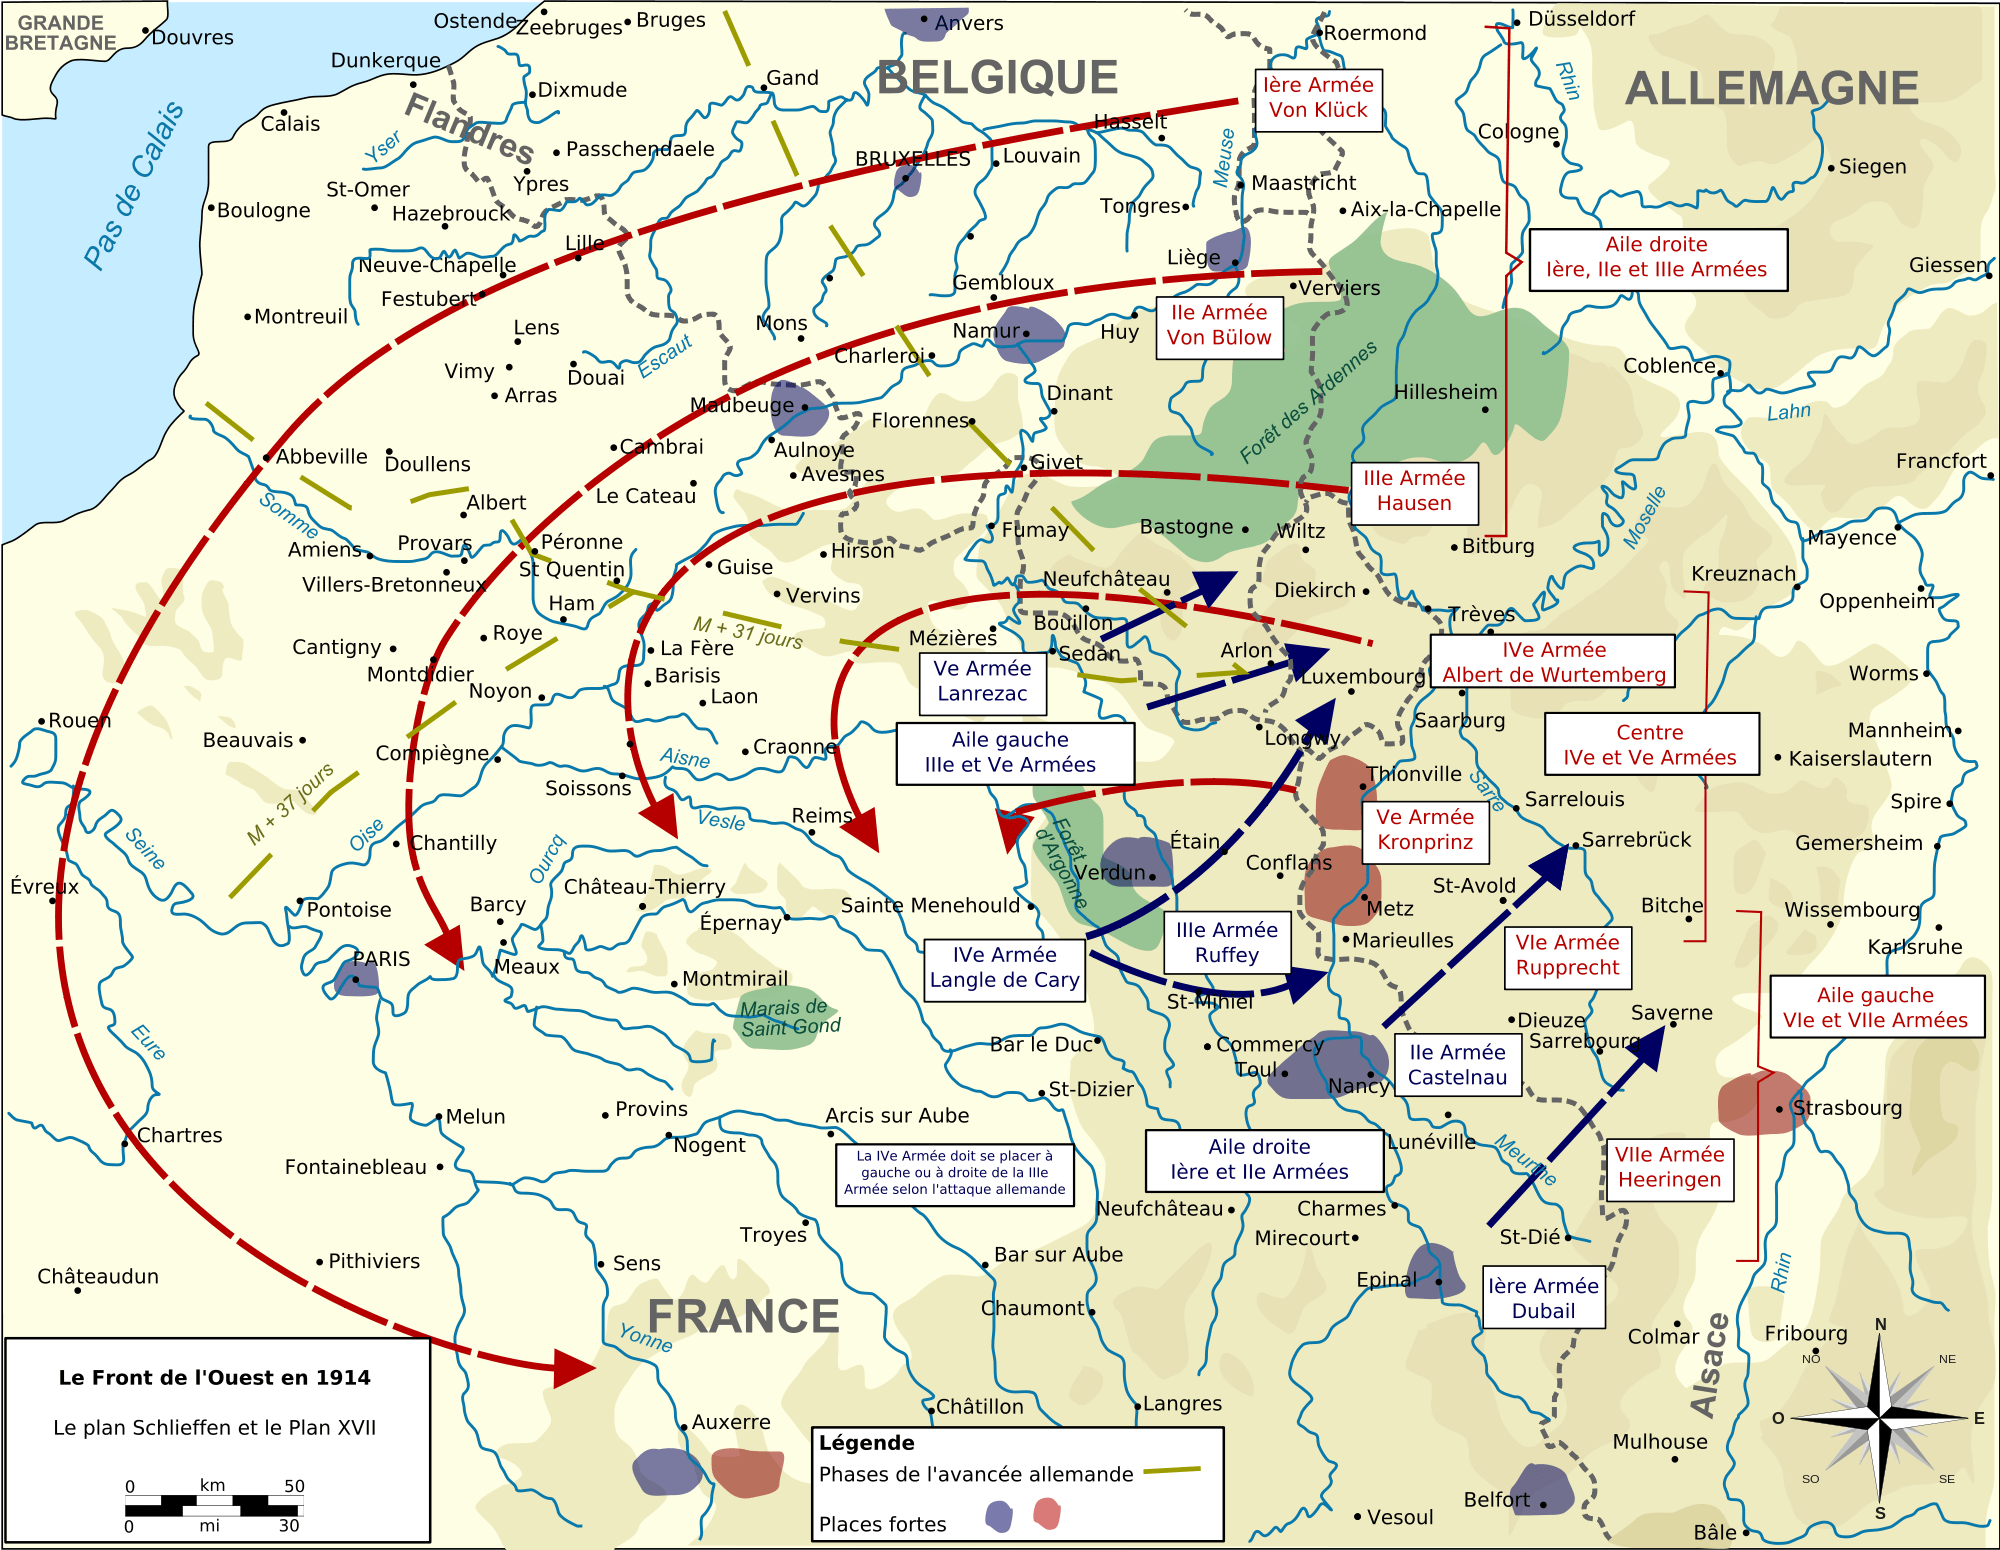 GRANDE
BRETAGNE
Douvres
Ostende
Zeebruges
Bruges
Anvers
Roermond
Düsseldorf
Dunkerque
Gand
BELGIQUE
ALLEMAGNE
Rhin
Dixmude
Flandres
Calais
Yser
Passchendaele
Ypres
Hasselt
Ière Armée
Von Klück
Cologne
Siegen
BRUXELLES
Louvain
Meuse
Maastricht
Pas de Calais
Boulogne
St-Omer
Hazebrouck
Tongres
Aix-la-Chapelle
Lille
Neuve-Chapelle
Festubert
Liège
Aile droite
Ière, IIe et IIIe Armées
Giessen
Montreuil
Gembloux
Verviers
Lens
Mons
Namur
Huy
IIe Armée
Von Bülow
Escaut
Charleroi
Vimy
Douai
Arras
Coblence
Dinant
Forêt des Ardennes
Hillesheim
Lahn
Maubeuge
Florennes
Abbeville
Doullens
Cambrai
Aulnoye
Avesnes
Givet
Francfort
Le Cateau
IIIe Armée
Hausen
Somme
Albert
Moselle
Amiens
Provars
Péronne
Hirson
Fumay
Bastogne
Wiltz
Bitburg
Mayence
Villers-Bretonneux
St Quentin
Guise
Neufchâteau
Diekirch
Kreuznach
Oppenheim
Ham
Vervins
Bouillon
Trèves
Cantigny
Roye
M + 31 jours
Mézières
Sedan
Arlon
La Fère
Montdidier
Barisis
Ve Armée
Lanrezac
Luxembourg
IVe Armée
Albert de Wurtemberg
Worms
Noyon
Laon
Rouen
Saarburg
Beauvais
Compiègne
Craonne
Aile gauche
IIIe et Ve Armées
Longwy
Centre
IVe et Ve Armées
Mannheim
Kaiserslautern
Aisne
Soissons
Thionville
Sarre
Sarrelouis
Spire
M + 37 jours
Seine
Oise
Chantilly
Vesle
Reims
Forêt
d'Argonne
Étain
Ve Armée
Kronprinz
Sarrebrück
Gemersheim
Ourcq
Conflans
Verdun
Évreux
Château-Thierry
St-Avold
Bitche
Pontoise
Barcy
Épernay
Sainte Menehould
Metz
Wissembourg
Marieulles
Karlsruhe
PARIS
Meaux
IVe Armée
Langle de Cary
IIIe Armée
Ruffey
VIe Armée
Rupprecht
Montmirail
St-Mihiel
Aile gauche
VIe et VIIe Armées
Marais de
Saint Gond
Dieuze
Saverne
Sarrebourg
Eure
Bar le Duc
Commercy
Toul
Nancy
IIe Armée
Castelnau
St-Dizier
Strasbourg
Melun
Provins
Arcis sur Aube
Chartres
Nogent
Lunéville
Meurthe
Fontainebleau
La IVe Armée doit se placer à
gauche ou à droite de la IIIe
Armée selon l'attaque allemande
Aile droite
Ière et IIe Armées
VIIe Armée
Heeringen
Neufchâteau
Charmes
Troyes
Mirecourt
St-Dié
Pithiviers
Sens
Bar sur Aube
Châteaudun
Epinal
Ière Armée
Dubail
Rhin
FRANCE
Chaumont
Yonne
Colmar
Fribourg
Alsace
N
NO
NE
O
E
SO
SE
S
Le Front de l'Ouest en 1914
Le plan Schlieffen et le Plan XVII
0 km 50
0 mi 30
Auxerre
Châtillon
Langres
Légende
Phases de l'avancée allemande
Places fortes
Mulhouse
Belfort
Vesoul
Bâle